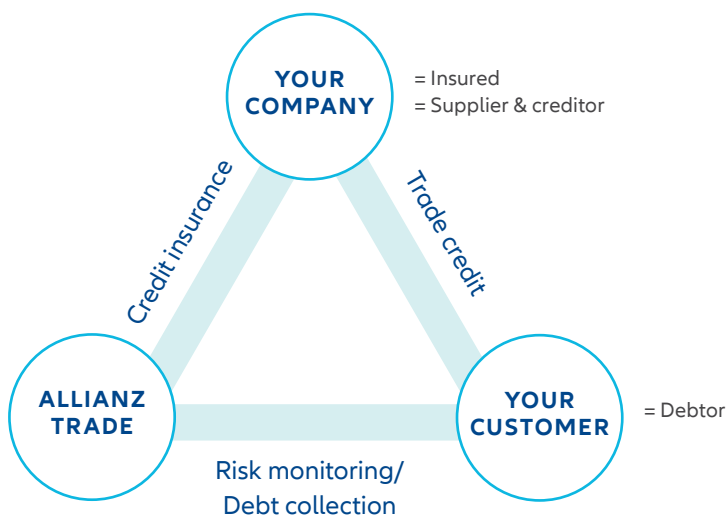 YOUR
COMPANY
= Insured
= Supplier & creditor
Credit insurance
Trade credit
ALLIANZ
TRADE
YOUR
CUSTOMER
= Debtor
Risk monitoring/
Debt collection